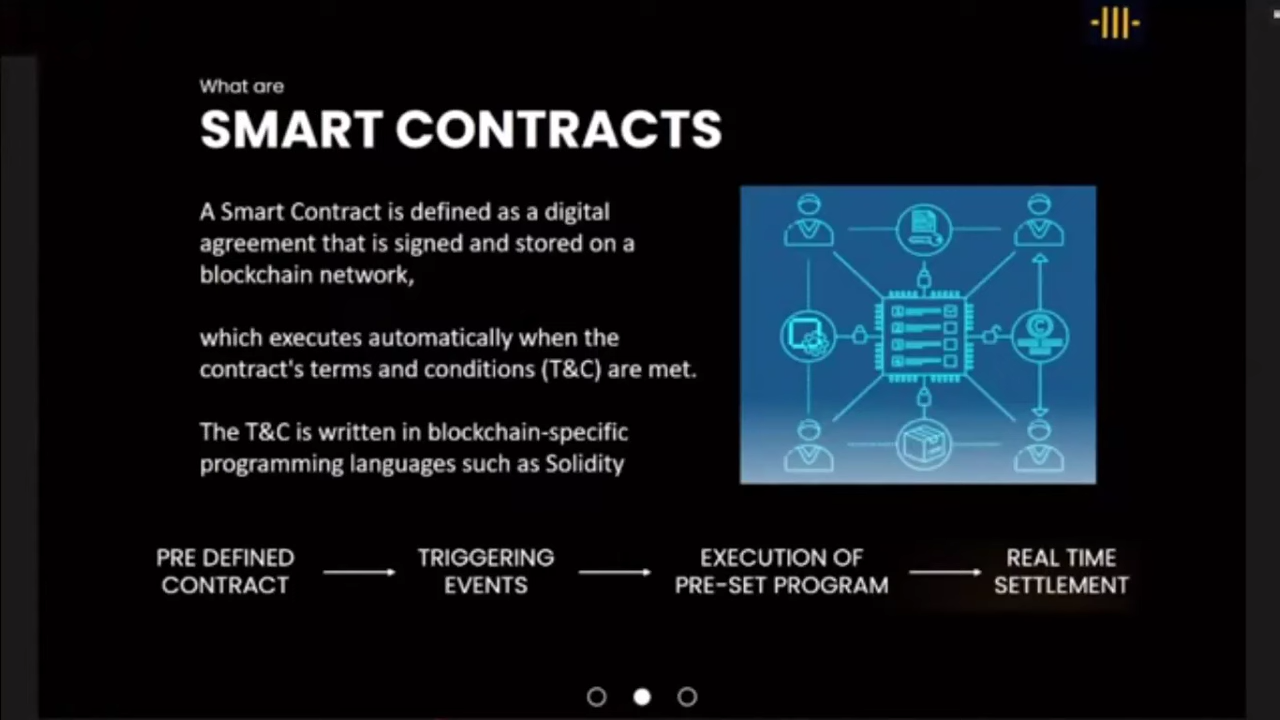 What are
SMART CONTRACTS
A Smart Contract is defined as a digital
agreement that is signed and stored on a
blockchain network,
which executes automatically when the
contract's terms and conditions (T&C) are met.
The T&C is written in blockchain-specific
programming languages such as Solidity
PRE DEFINED
CONTRACT
TRIGGERING
EVENTS
EXECUTION OF
PRE-SET PROGRAM
REAL TIME
SETTLEMENT